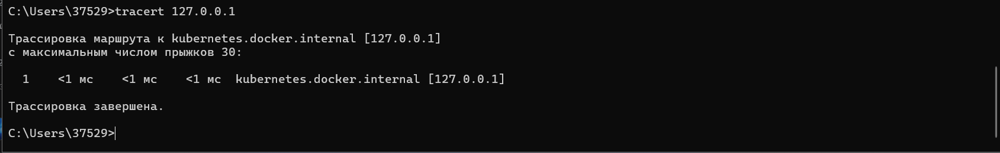 C:\Users\37529>tracert 127.0.0.1
Трассировка маршрута к kubernetes.docker.internal [127.0.0.1]
с максимальным числом прыжков 30:
1 <1 мс <1 мс <1 мс kubernetes.docker.internal [127.0.0.1]
Трассировка завершена.
C:\Users\37529>